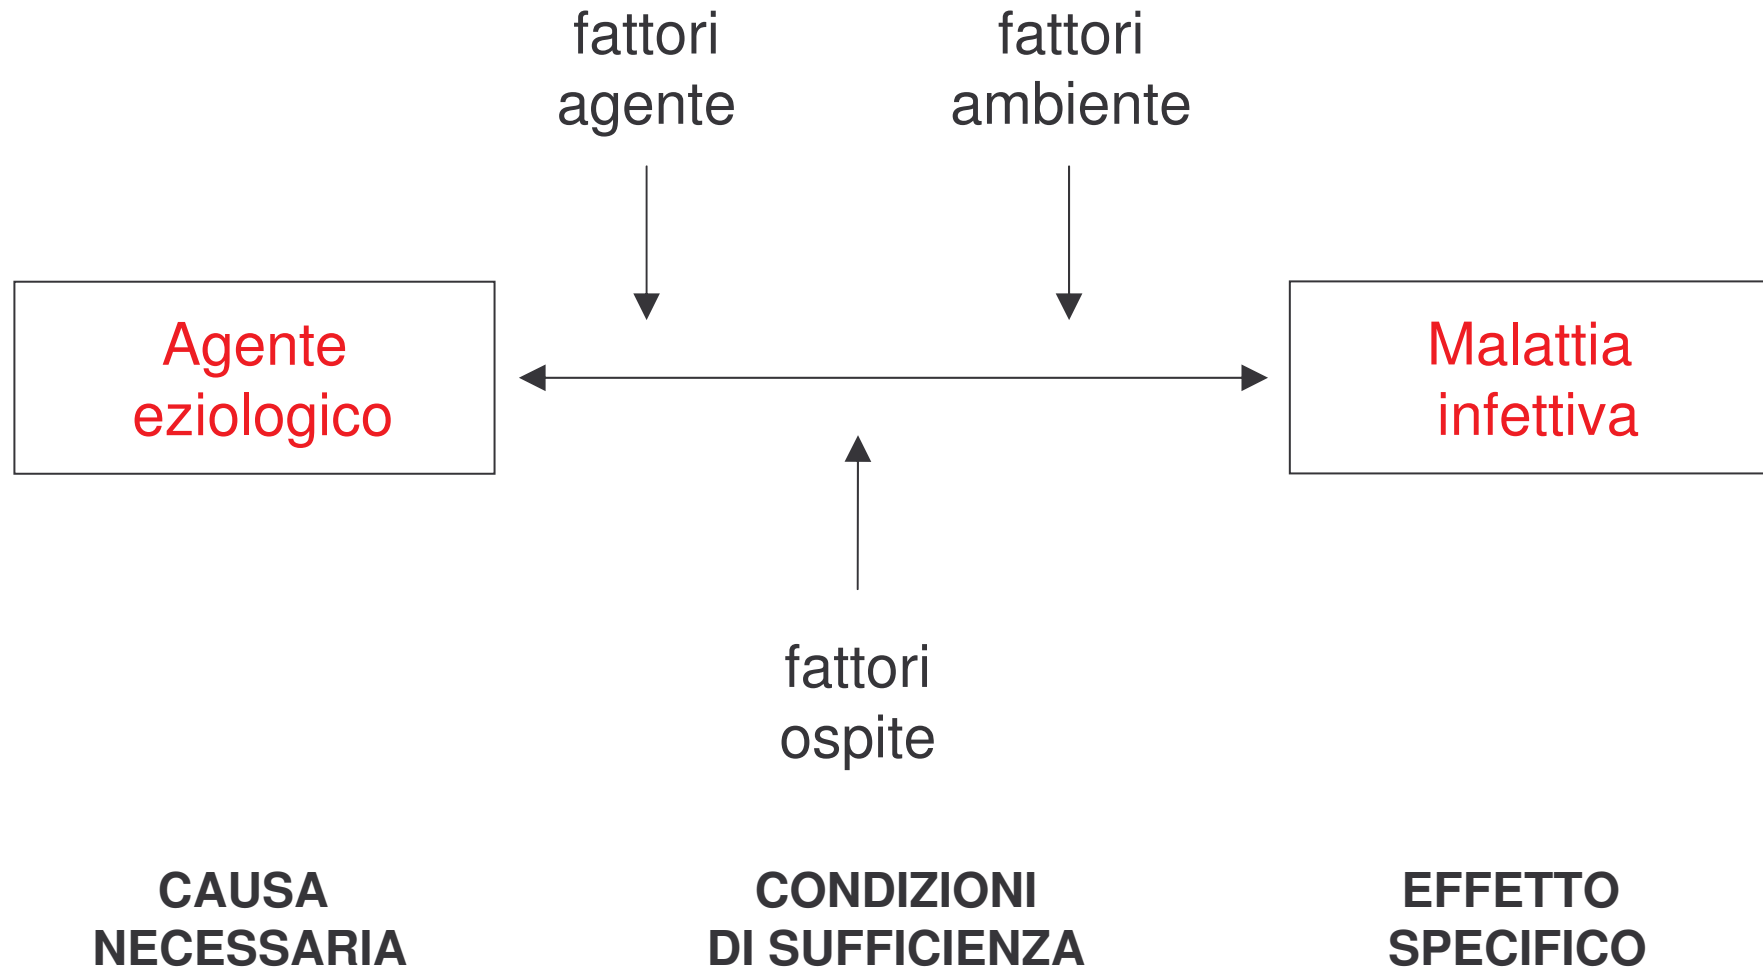 fattori
agente
fattori
ambiente
Agente
eziologico
Malattia
infettiva
fattori
ospite
CAUSA
NECESSARIA
CONDIZIONI
DI SUFFICIENZA
EFFETTO
SPECIFICO